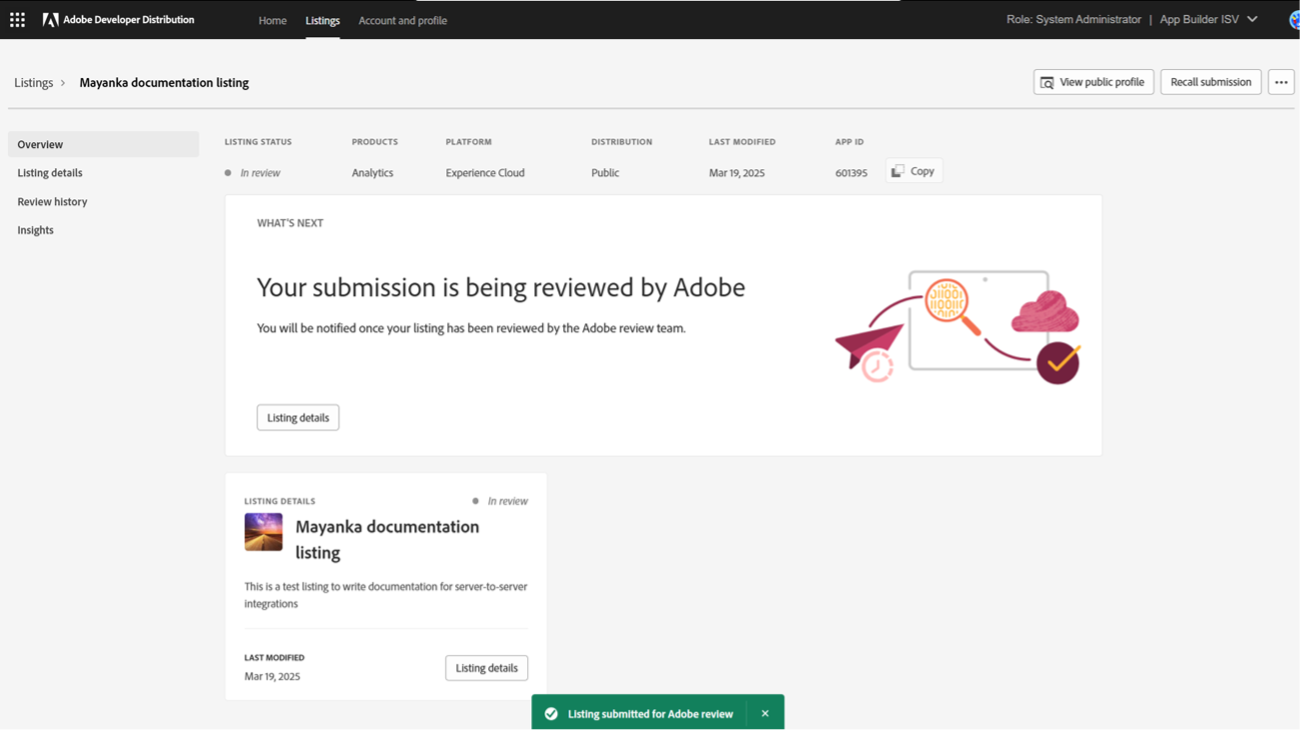 Adobe Developer Distribution Home Listings Account and profile Role: System Administrator | App Builder ISV
Listings > Mayanka documentation listing View public profile Recall submission ...
Overview
Listing details
Review history
Insights
LISTING STATUS PRODUCTS PLATFORM DISTRIBUTION LAST MODIFIED APP ID
In review Analytics Experience Cloud Public Mar 19, 2025 601395 Copy
WHAT'S NEXT
Your submission is being reviewed by Adobe
You will be notified once your listing has been reviewed by the Adobe review team.
Listing details
LISTING DETAILS In review
Mayanka documentation
listing
This is a test listing to write documentation for server-to-server
integrations
LAST MODIFIED
Mar 19, 2025
Listing details
Listing submitted for Adobe review